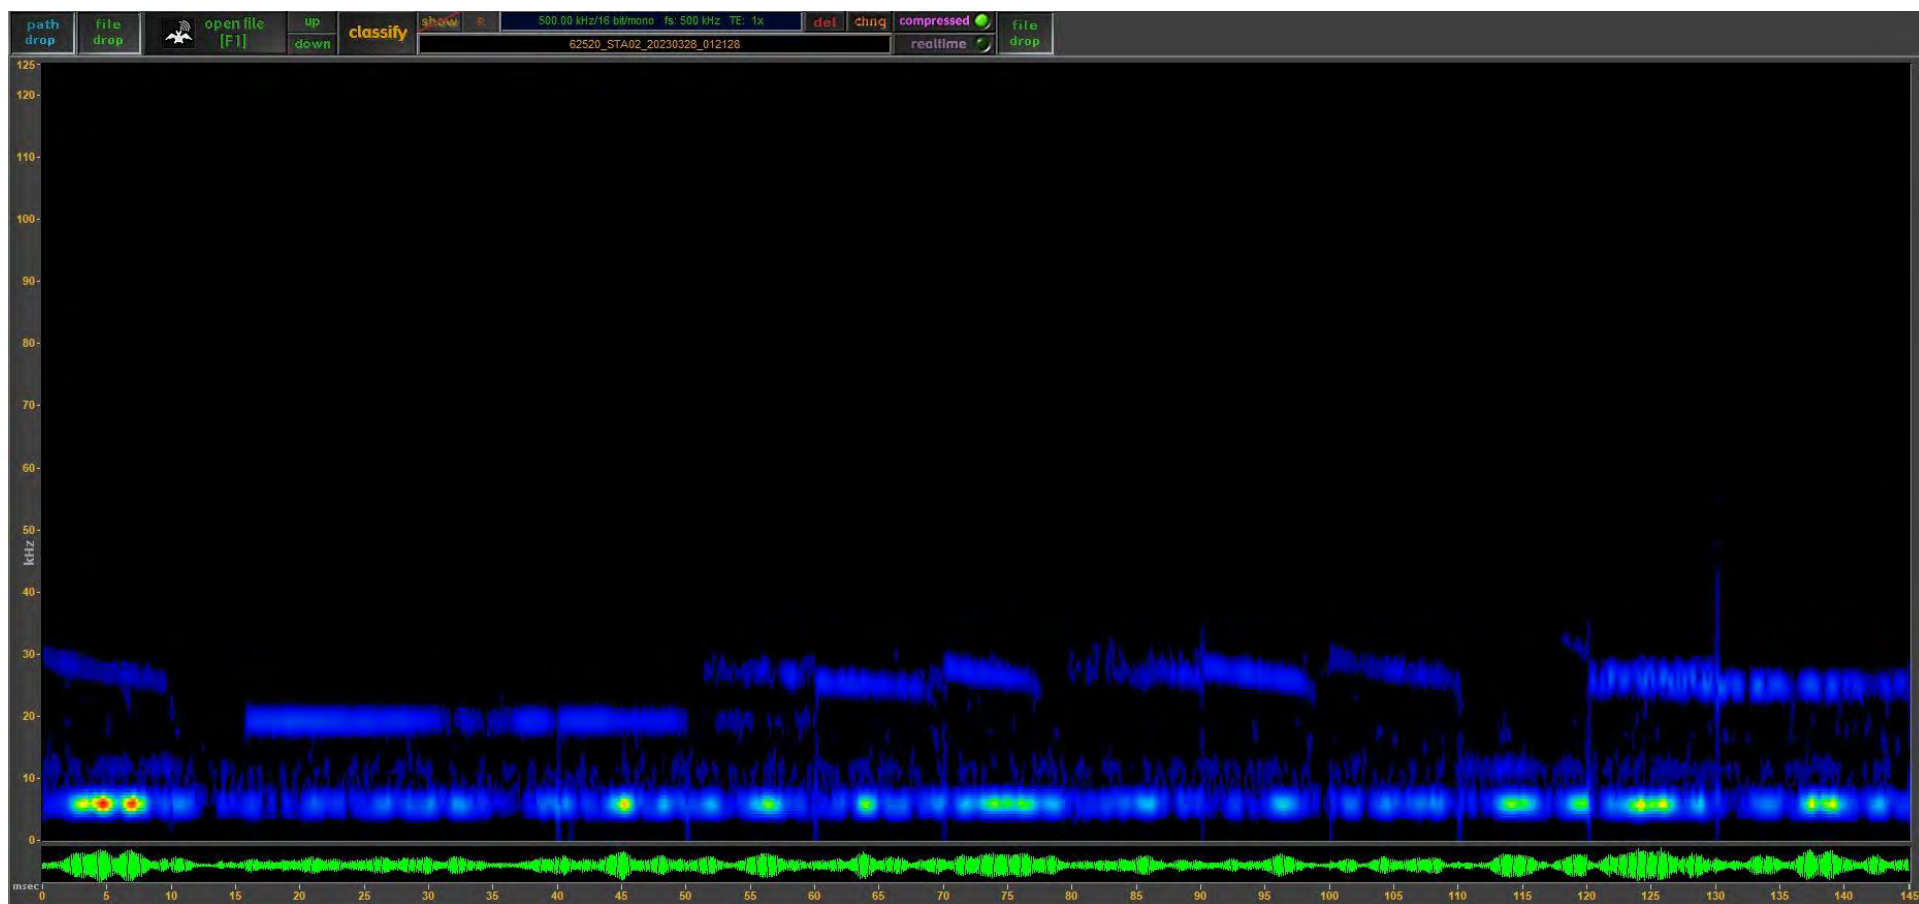 path drop
file drop
open file [F1]
up
down
classify
show
R
500.00 kHz/16 bit/mono fs: 500 kHz TE: 1x
62520_STA02_20230328_012128
del
chng
compressed
realtime
file drop
125
120
110
100
90
80
70
60
50
kHz
40
30
20
10
0
msec
0 5 10 15 20 25 30 35 40 45 50 55 60 65 70 75 80 85 90 95 100 105 110 115 120 125 130 135 140 145